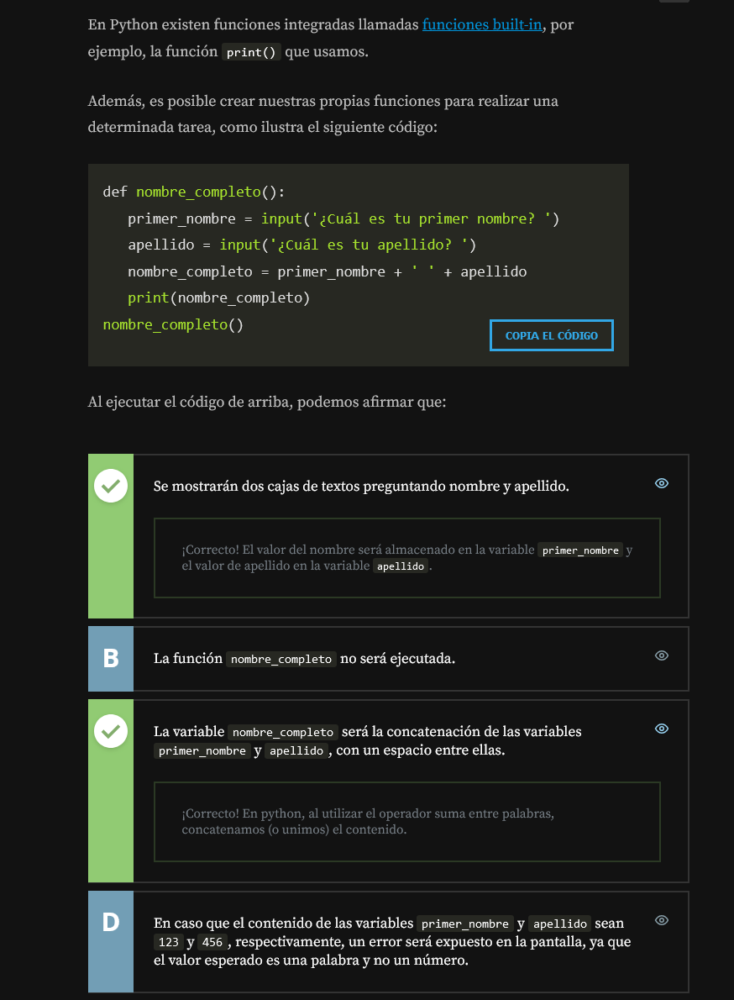 En Python existen funciones integradas llamadas funciones built-in, por
ejemplo, la función print() que usamos.
Además, es posible crear nuestras propias funciones para realizar una
determinada tarea, como ilustra el siguiente código:
def nombre_completo():
   primer_nombre = input('¿Cuál es tu primer nombre? ')
   apellido = input('¿Cuál es tu apellido? ')
   nombre_completo = primer_nombre + ' ' + apellido
   print(nombre_completo)
nombre_completo()
COPIA EL CÓDIGO
Al ejecutar el código de arriba, podemos afirmar que:
Se mostrarán dos cajas de textos preguntando nombre y apellido.
¡Correcto! El valor del nombre será almacenado en la variable primer_nombre y
el valor de apellido en la variable apellido.
B
La función nombre_completo no será ejecutada.
La variable nombre_completo será la concatenación de las variables
primer_nombre y apellido, con un espacio entre ellas.
¡Correcto! En python, al utilizar el operador suma entre palabras,
concatenamos (o unimos) el contenido.
D
En caso que el contenido de las variables primer_nombre y apellido sean
123 y 456, respectivamente, un error será expuesto en la pantalla, ya que
el valor esperado es una palabra y no un número.